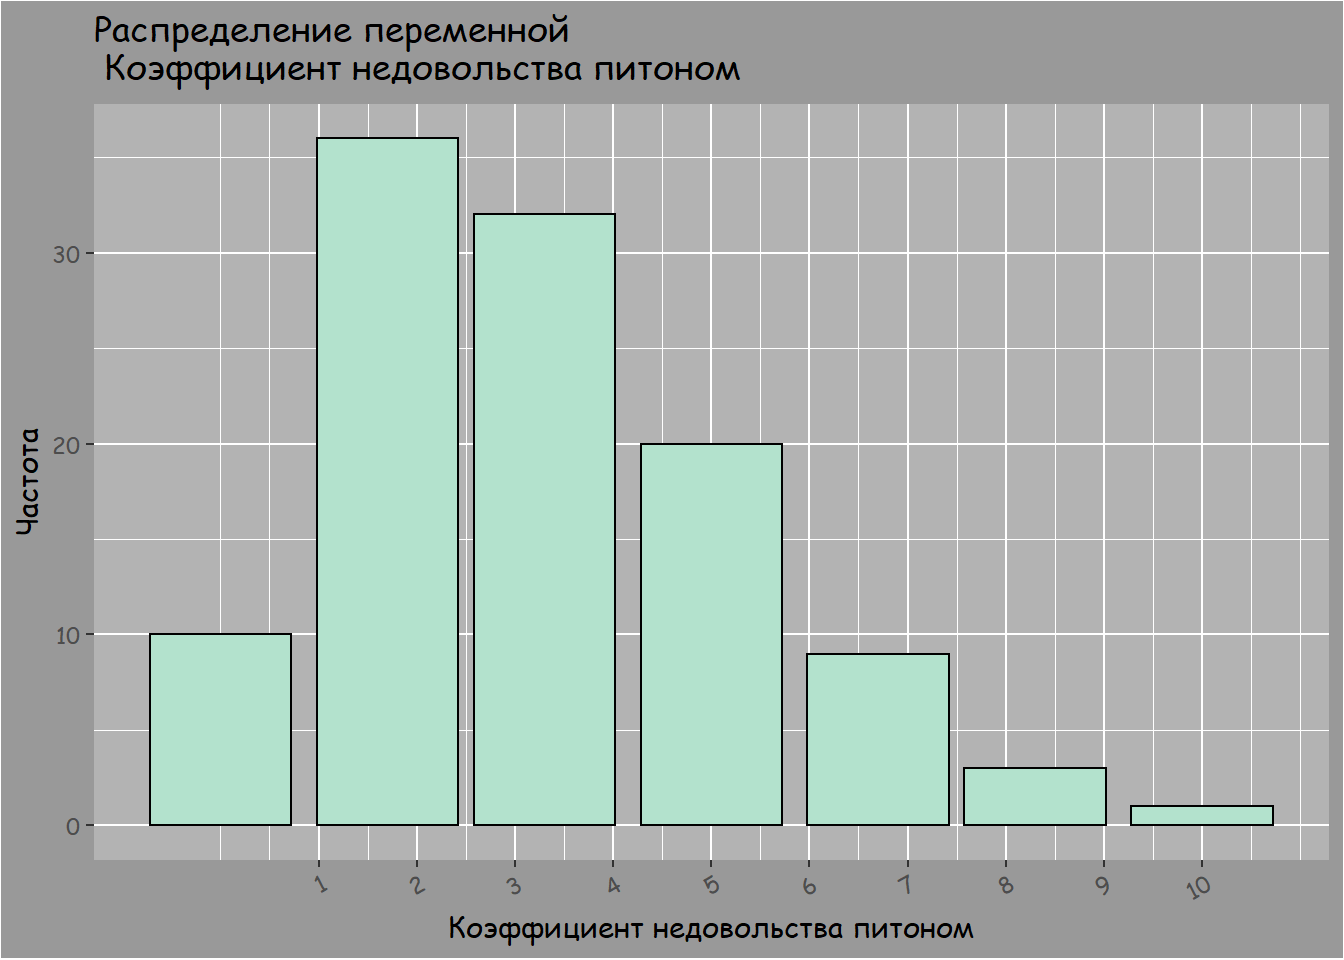 Распределение переменной
Коэффициент недовольства питоном
Частота
30
20
10
0
1 2 3 4 5 6 7 8 9 10
Коэффициент недовольства питоном